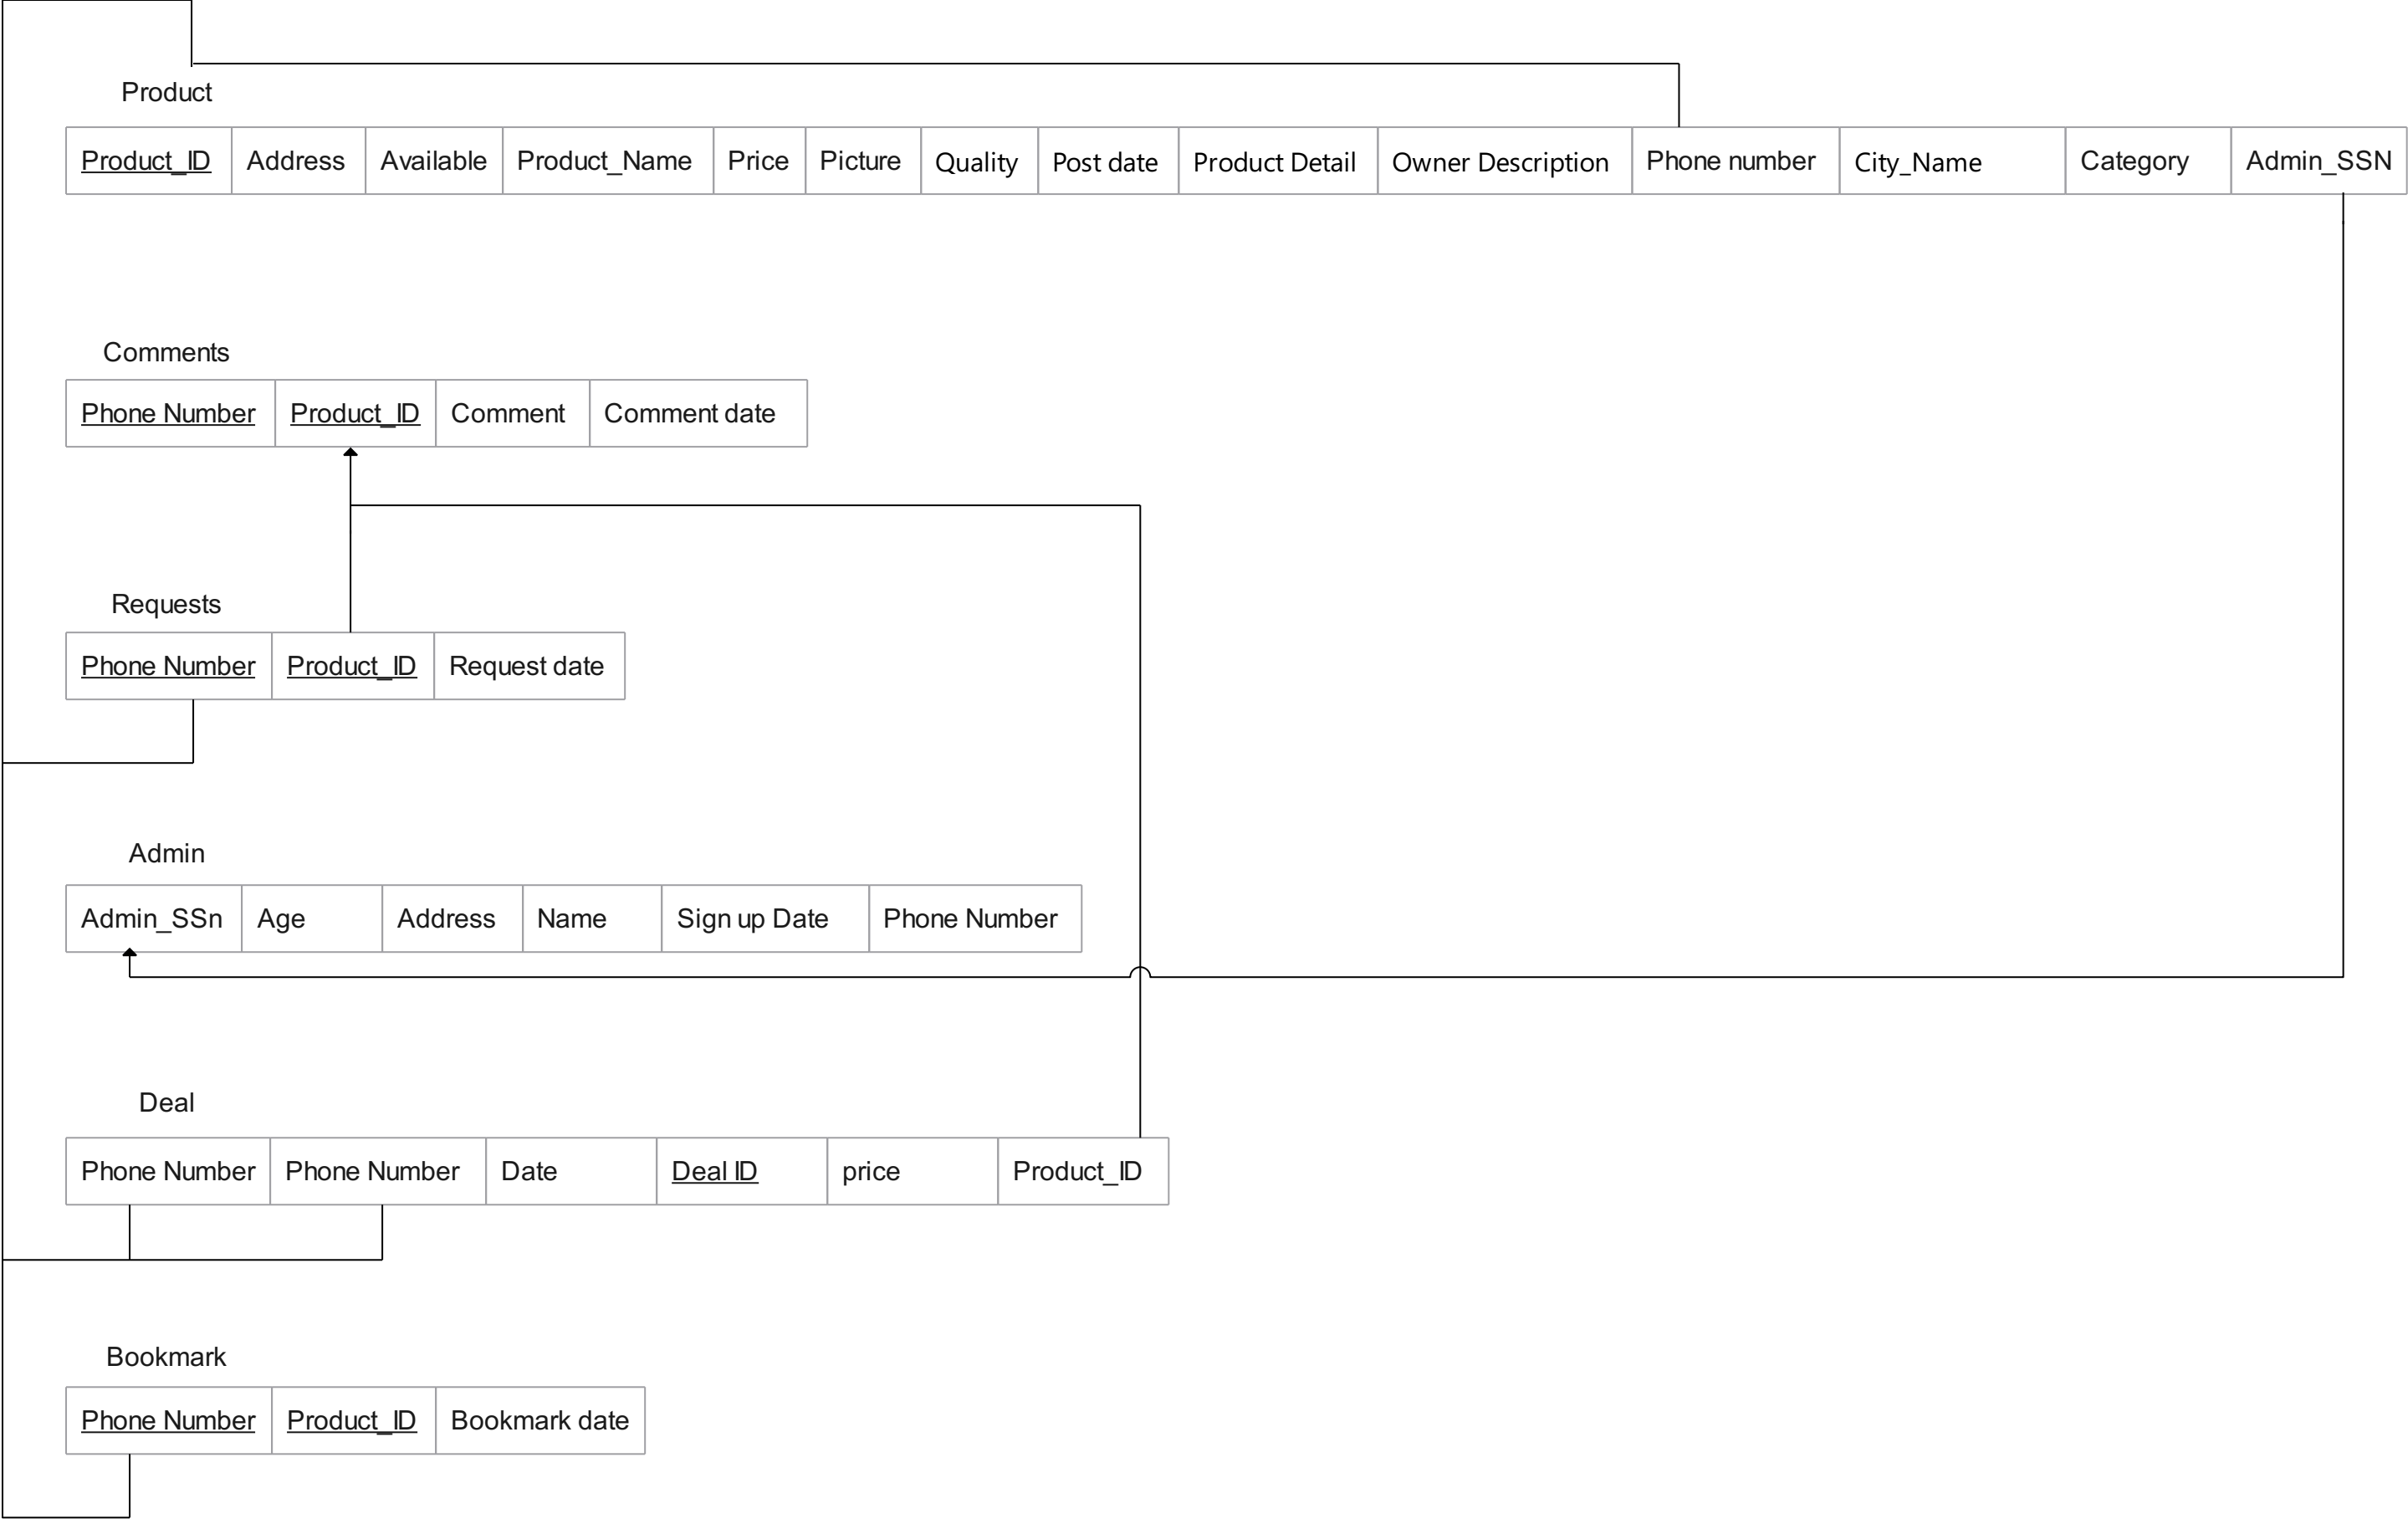 Product
Product_ID Address Available Product_Name Price Picture Quality Post date Product Detail Owner Description Phone number City_Name Category Admin_SSN
Comments
Phone Number Product_ID Comment Comment date
Requests
Phone Number Product_ID Request date
Admin
Admin_SSn Age Address Name Sign up Date Phone Number
Deal
Phone Number Phone Number Date Deal ID price Product_ID
Bookmark
Phone Number Product_ID Bookmark date